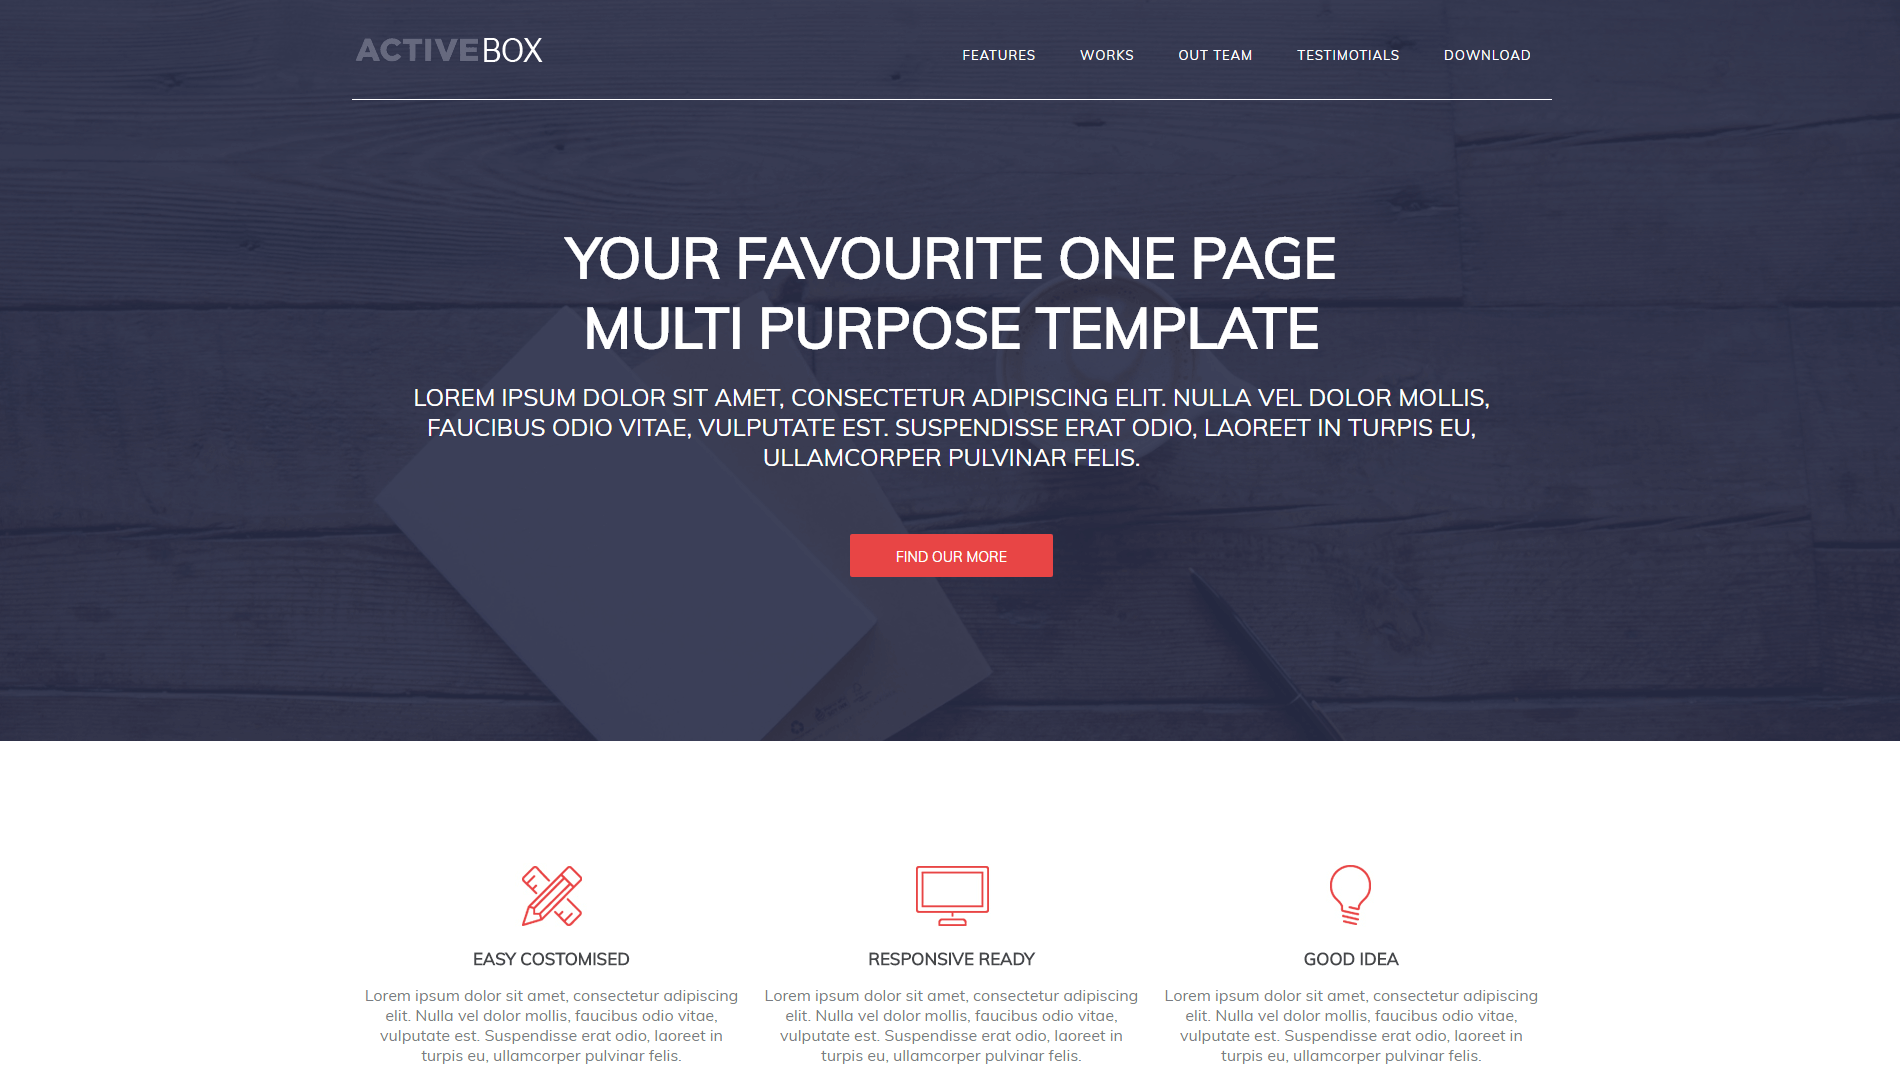 ACTIVEBOX
FEATURES WORKS OUT TEAM TESTIMOTIALS DOWNLOAD
YOUR FAVOURITE ONE PAGE
MULTI PURPOSE TEMPLATE
LOREM IPSUM DOLOR SIT AMET, CONSECTETUR ADIPISCING ELIT. NULLA VEL DOLOR MOLLIS,
FAUCIBUS ODIO VITAE, VULPUTATE EST. SUSPENDISSE ERAT ODIO, LAOREET IN TURPIS EU,
ULLAMCORPER PULVINAR FELIS.
FIND OUR MORE
EASY COSTOMISED
Lorem ipsum dolor sit amet, consectetur adipiscing
elit. Nulla vel dolor mollis, faucibus odio vitae,
vulputate est. Suspendisse erat odio, laoreet in
turpis eu, ullamcorper pulvinar felis.
RESPONSIVE READY
Lorem ipsum dolor sit amet, consectetur adipiscing
elit. Nulla vel dolor mollis, faucibus odio vitae,
vulputate est. Suspendisse erat odio, laoreet in
turpis eu, ullamcorper pulvinar felis.
GOOD IDEA
Lorem ipsum dolor sit amet, consectetur adipiscing
elit. Nulla vel dolor mollis, faucibus odio vitae,
vulputate est. Suspendisse erat odio, laoreet in
turpis eu, ullamcorper pulvinar felis.